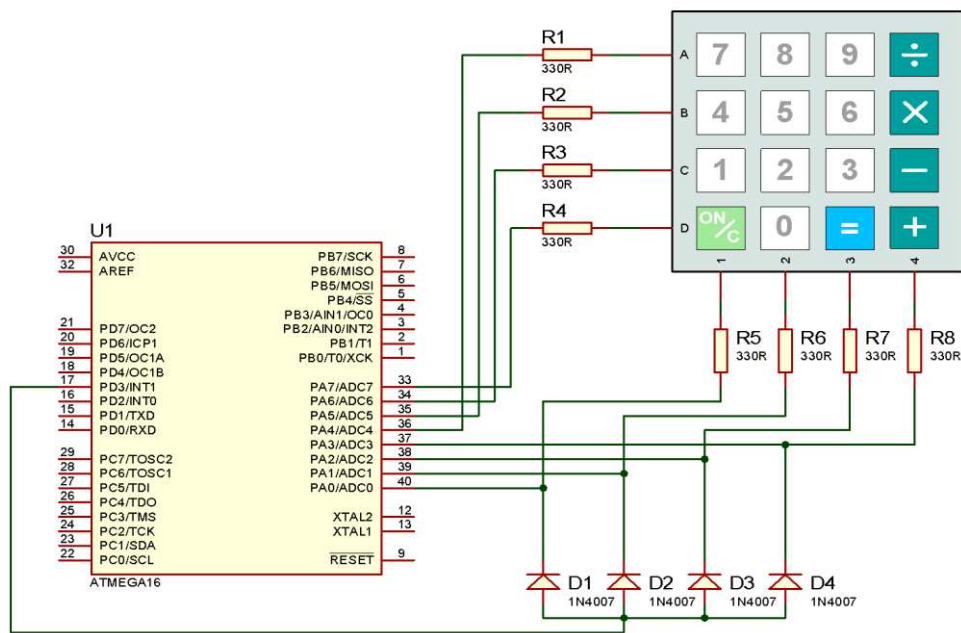 R1
330R
A
7
8
9
÷
R2
330R
B
4
5
6
×
R3
330R
C
1
2
3
−
R4
330R
D
ON/C
0
=
+
1
2
3
4
R5
330R
R6
330R
R7
330R
R8
330R
U1
30
AVCC
32
AREF
21
PD7/OC2
20
PD6/ICP1
19
PD5/OC1A
18
PD4/OC1B
17
PD3/INT1
16
PD2/INT0
15
PD1/TXD
14
PD0/RXD
29
PC7/TOSC2
28
PC6/TOSC1
27
PC5/TDI
26
PC4/TDO
25
PC3/TMS
24
PC2/TCK
23
PC1/SDA
22
PC0/SCL
PB7/SCK
8
PB6/MISO
7
PB5/MOSI
6
PB4/SS
5
PB3/AIN1/OC0
4
PB2/AIN0/INT2
3
PB1/T1
2
PB0/T0/XCK
1
PA7/ADC7
33
PA6/ADC6
34
PA5/ADC5
35
PA4/ADC4
36
PA3/ADC3
37
PA2/ADC2
38
PA1/ADC1
39
PA0/ADC0
40
XTAL2
12
XTAL1
13
RESET
9
ATMEGA16
D1
1N4007
D2
1N4007
D3
1N4007
D4
1N4007